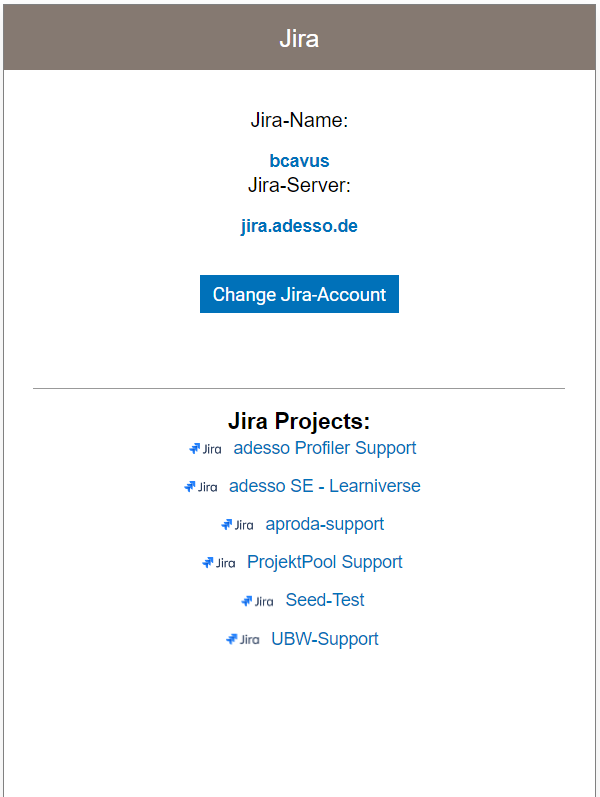 Jira
Jira-Name:
bcavus
Jira-Server:
jira.adesso.de
Change Jira-Account
Jira Projects:
Jira adesso Profiler Support
Jira adesso SE - Learniverse
Jira aproda-support
Jira ProjektPool Support
Jira Seed-Test
Jira UBW-Support